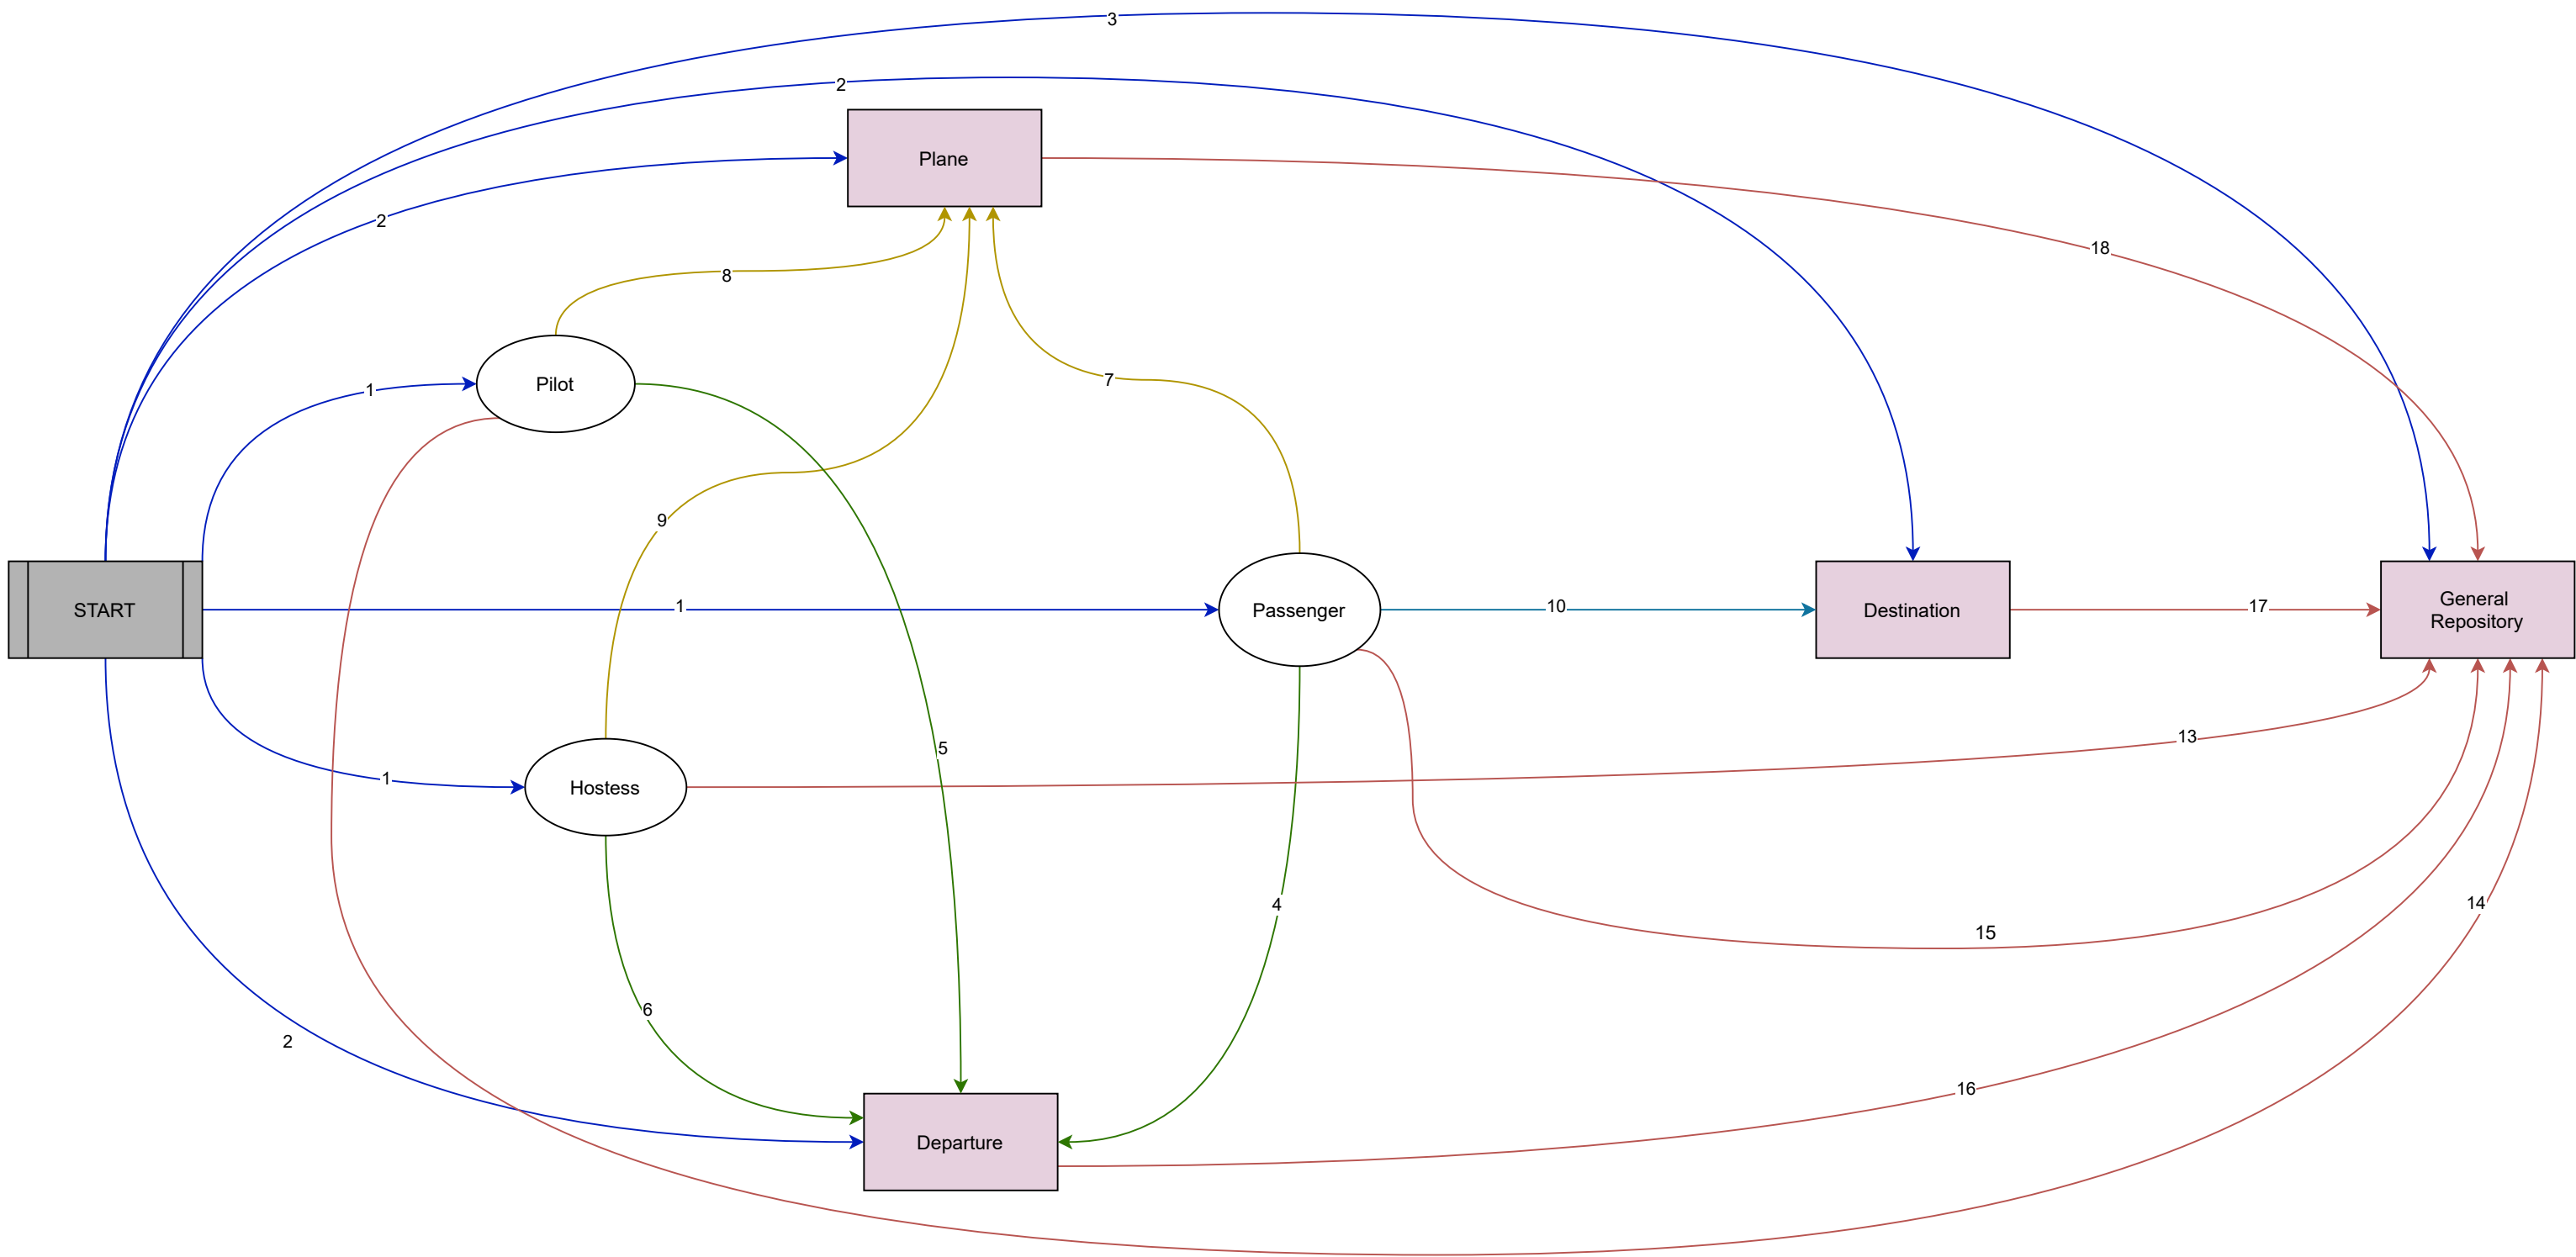 3
2
Plane
2
18
8
7
Pilot
1
9
General
Repository
START
1
Passenger
10
Destination
17
13
5
1
Hostess
4
14
15
6
2
16
Departure